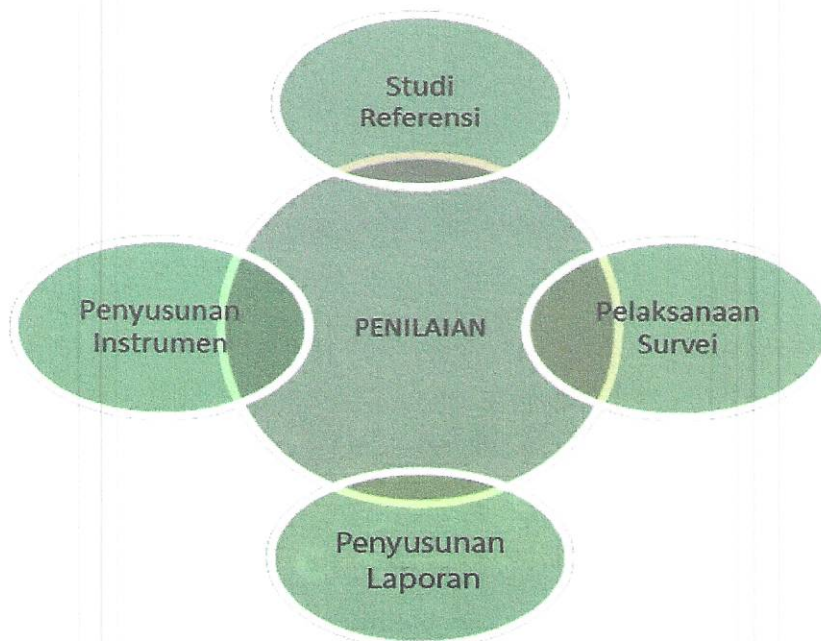 Studi
Referensi
Penyusunan
Instrumen
PENILAIAN
Pelaksanaan
Survei
Penyusunan
Laporan